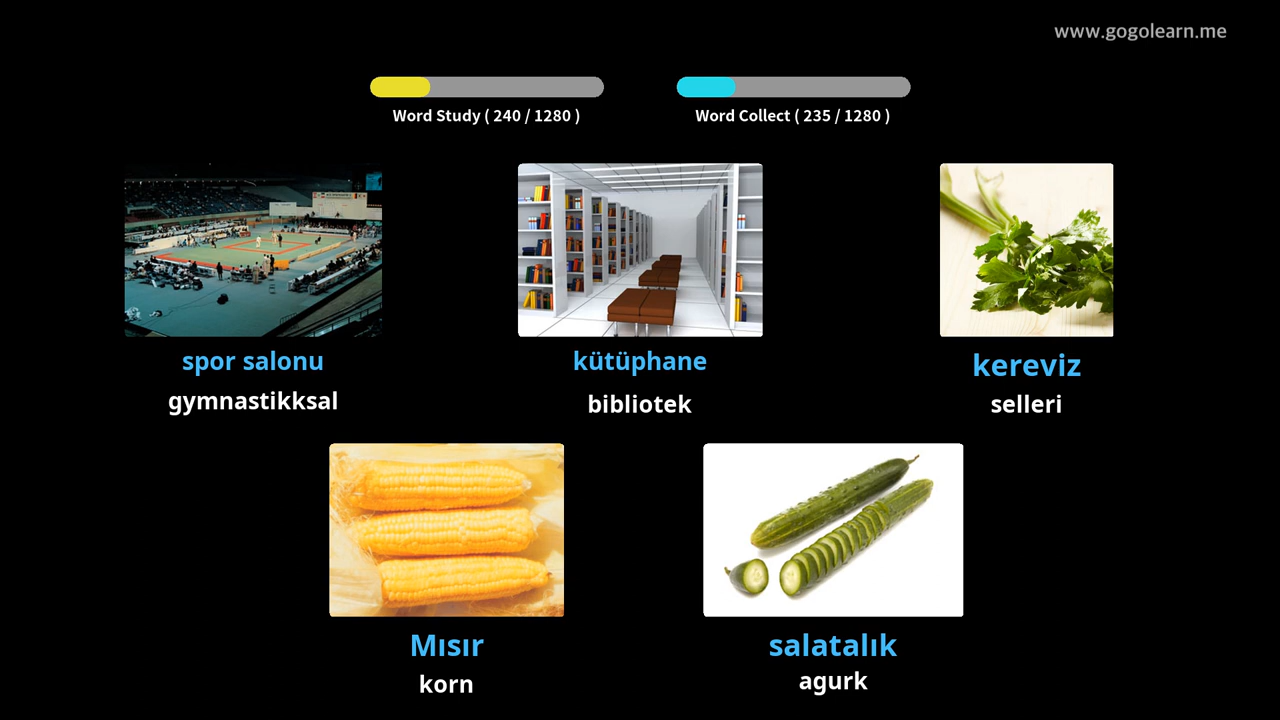 www.gogolearn.me
Word Study ( 240 / 1280 )
Word Collect ( 235 / 1280 )
spor salonu
gymnastikksal
kütüphane
bibliotek
kereviz
selleri
Mısır
korn
salatalık
agurk